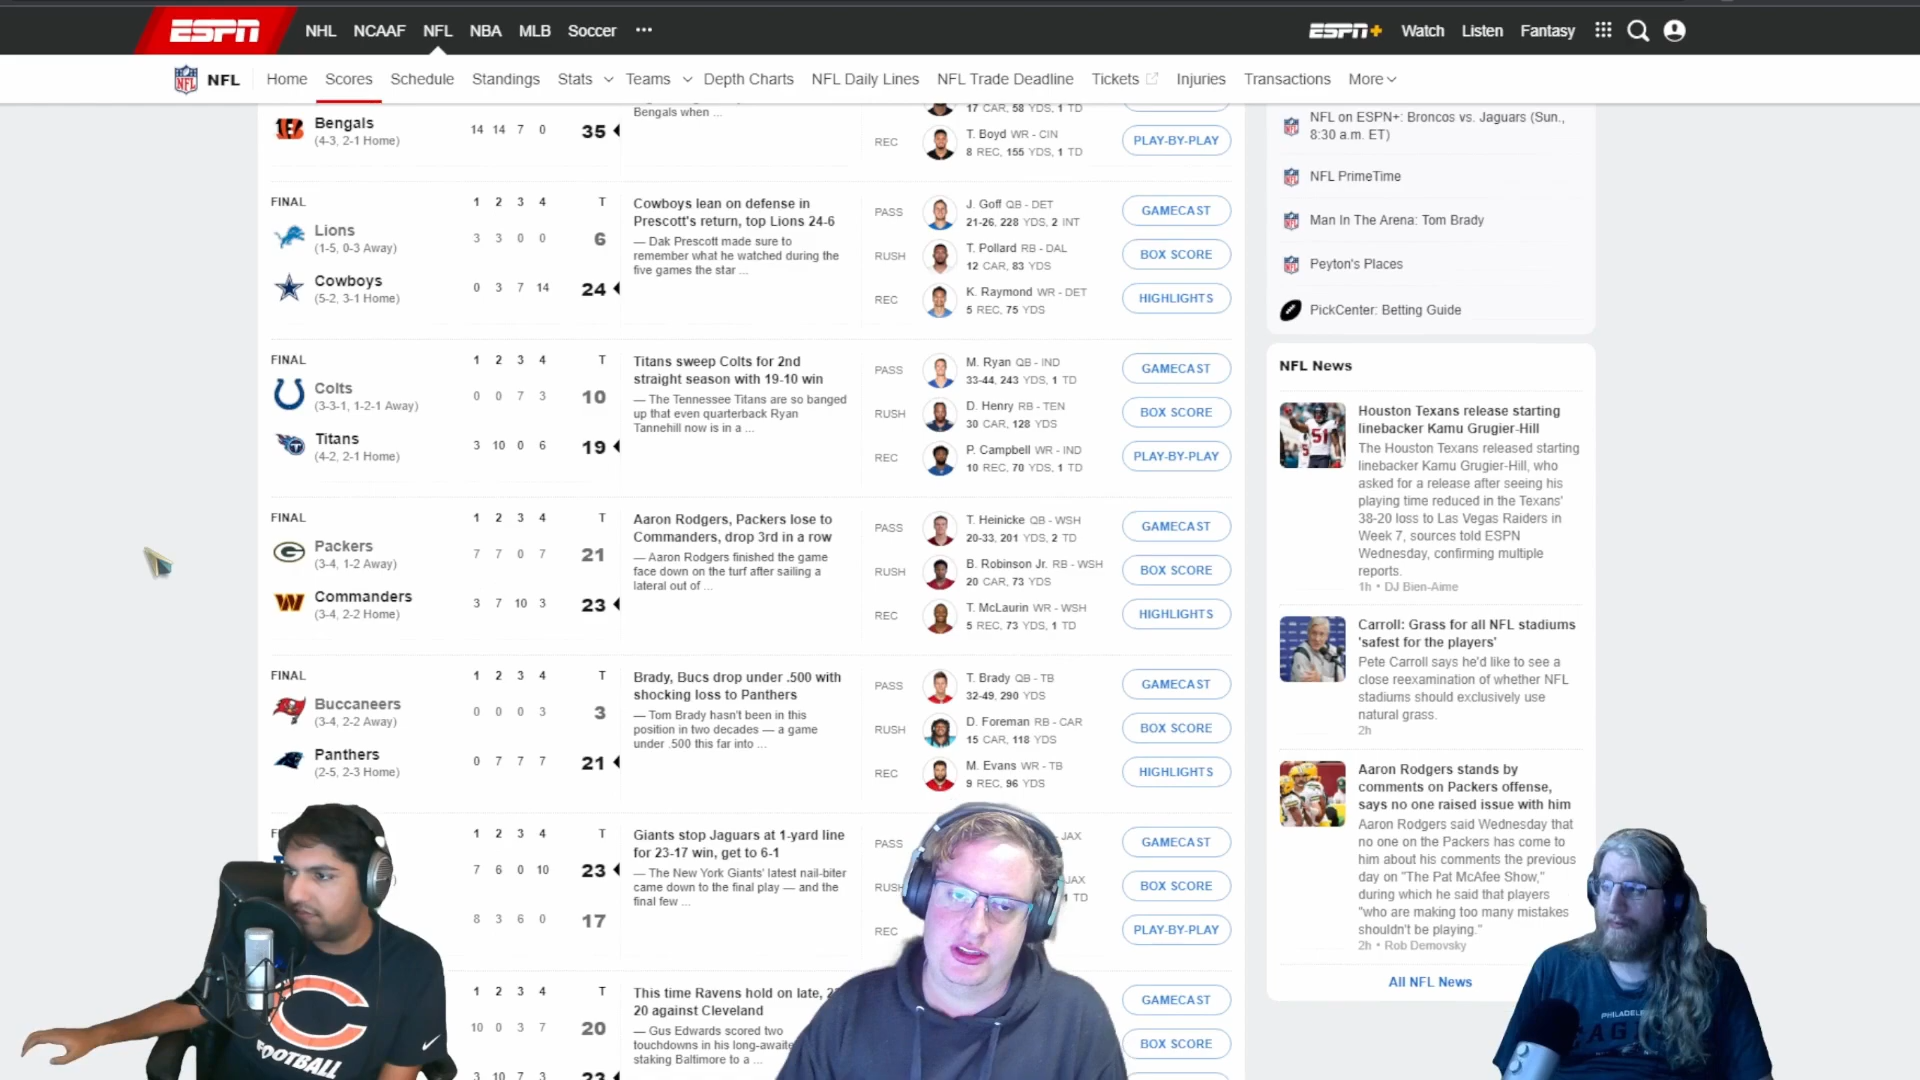 ESPN NHL NCAAF NFL NBA MLB Soccer ESPN+ Watch Listen Fantasy
NFL Home Scores Schedule Standings Stats Teams Depth Charts NFL Daily Lines NFL Trade Deadline Tickets Injuries Transactions More
Bengals when ...
17 CAR, 58 YDS, 1 TD
Bengals
(4-3, 2-1 Home)
14 14 7 0 35
REC T. Boyd WR - CIN
8 REC, 155 YDS, 1 TD
PLAY-BY-PLAY
FINAL 1 2 3 4 T
Lions
(1-5, 0-3 Away)
3 3 0 0 6
Cowboys
(5-2, 3-1 Home)
0 3 7 14 24
Cowboys lean on defense in
Prescott's return, top Lions 24-6
— Dak Prescott made sure to
remember what he watched during the
five games the star ...
PASS J. Goff QB - DET
21-26, 228 YDS, 2 INT
RUSH T. Pollard RB - DAL
12 CAR, 83 YDS
REC K. Raymond WR - DET
5 REC, 75 YDS
GAMECAST
BOX SCORE
HIGHLIGHTS
FINAL 1 2 3 4 T
Colts
(3-3-1, 1-2-1 Away)
0 0 7 3 10
Titans
(4-2, 2-1 Home)
3 10 0 6 19
Titans sweep Colts for 2nd
straight season with 19-10 win
— The Tennessee Titans are so banged
up that even quarterback Ryan
Tannehill now is in a ...
PASS M. Ryan QB - IND
33-44, 243 YDS, 1 TD
RUSH D. Henry RB - TEN
30 CAR, 128 YDS
REC P. Campbell WR - IND
10 REC, 70 YDS, 1 TD
GAMECAST
BOX SCORE
PLAY-BY-PLAY
FINAL 1 2 3 4 T
Packers
(3-4, 1-2 Away)
7 7 0 7 21
Commanders
(3-4, 2-2 Home)
3 7 10 3 23
Aaron Rodgers, Packers lose to
Commanders, drop 3rd in a row
— Aaron Rodgers finished the game
face down on the turf after sailing a
lateral out of ...
PASS T. Heinicke QB - WSH
20-33, 201 YDS, 2 TD
RUSH B. Robinson Jr. RB - WSH
20 CAR, 73 YDS
REC T. McLaurin WR - WSH
5 REC, 73 YDS, 1 TD
GAMECAST
BOX SCORE
HIGHLIGHTS
FINAL 1 2 3 4 T
Buccaneers
(3-4, 2-2 Away)
0 0 0 3 3
Panthers
(2-5, 2-3 Home)
0 7 7 7 21
Brady, Bucs drop under .500 with
shocking loss to Panthers
— Tom Brady hasn't been in this
position in two decades — a game
under .500 this far into ...
PASS T. Brady QB - TB
32-49, 290 YDS
RUSH D. Foreman RB - CAR
15 CAR, 118 YDS
REC M. Evans WR - TB
9 REC, 96 YDS
GAMECAST
BOX SCORE
HIGHLIGHTS
1 2 3 4 T
7 6 0 10 23
8 3 6 0 17
Giants stop Jaguars at 1-yard line
for 23-17 win, get to 6-1
— The New York Giants' latest nail-biter
came down to the final play — and the
final few ...
PASS - JAX
RUSH JAX
1 TD
REC
GAMECAST
BOX SCORE
PLAY-BY-PLAY
1 2 3 4 T
10 0 3 7 20
3 10 7 3 23
This time Ravens hold on late,
20 against Cleveland
— Gus Edwards scored two
touchdowns in his long-awaite
staking Baltimore to a ...
GAMECAST
BOX SCORE
NFL on ESPN+: Broncos vs. Jaguars (Sun.,
8:30 a.m. ET)
NFL PrimeTime
Man In The Arena: Tom Brady
Peyton's Places
PickCenter: Betting Guide
NFL News
Houston Texans release starting
linebacker Kamu Grugier-Hill
The Houston Texans released starting
linebacker Kamu Grugier-Hill, who
asked for a release after seeing his
playing time reduced in the Texans'
38-20 loss to Las Vegas Raiders in
Week 7, sources told ESPN
Wednesday, confirming multiple
reports.
1h • DJ Bien-Aime
Carroll: Grass for all NFL stadiums
'safest for the players'
Pete Carroll says he'd like to see a
close reexamination of whether NFL
stadiums should exclusively use
natural grass.
2h
Aaron Rodgers stands by
comments on Packers offense,
says no one raised issue with him
Aaron Rodgers said Wednesday that
no one on the Packers has come to
him about his comments the previous
day on "The Pat McAfee Show,"
during which he said that players
"who are making too many mistakes
shouldn't be playing."
2h • Rob Demovsky
All NFL News
FOOTBALL